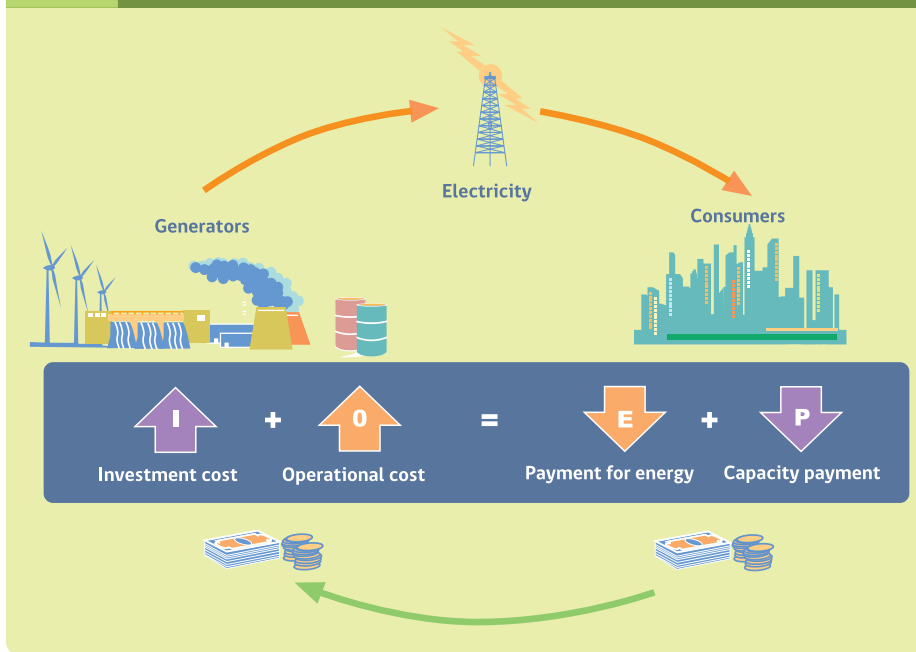 Electricity
Generators
Consumers
I + O = E + P
Investment cost
Operational cost
Payment for energy
Capacity payment